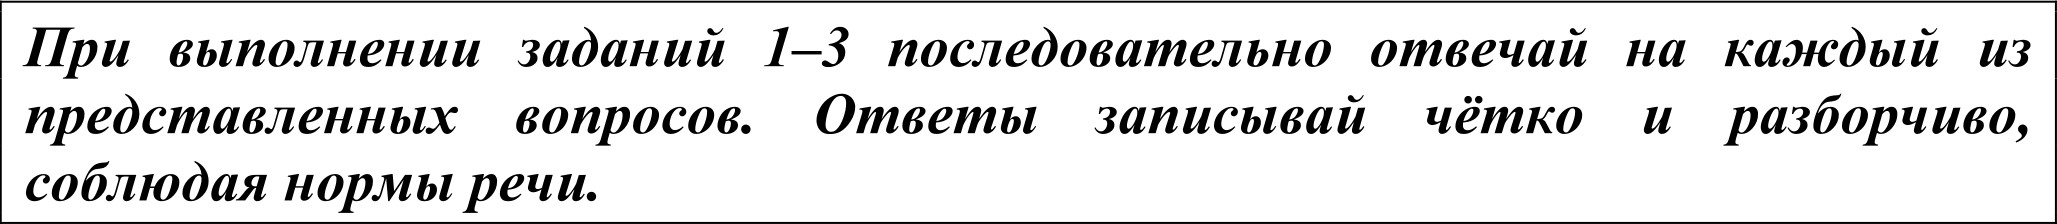 При выполнении заданий 1–3 последовательно отвечай на каждый из
представленных вопросов. Ответы записывай чётко и разборчиво,
соблюдая нормы речи.